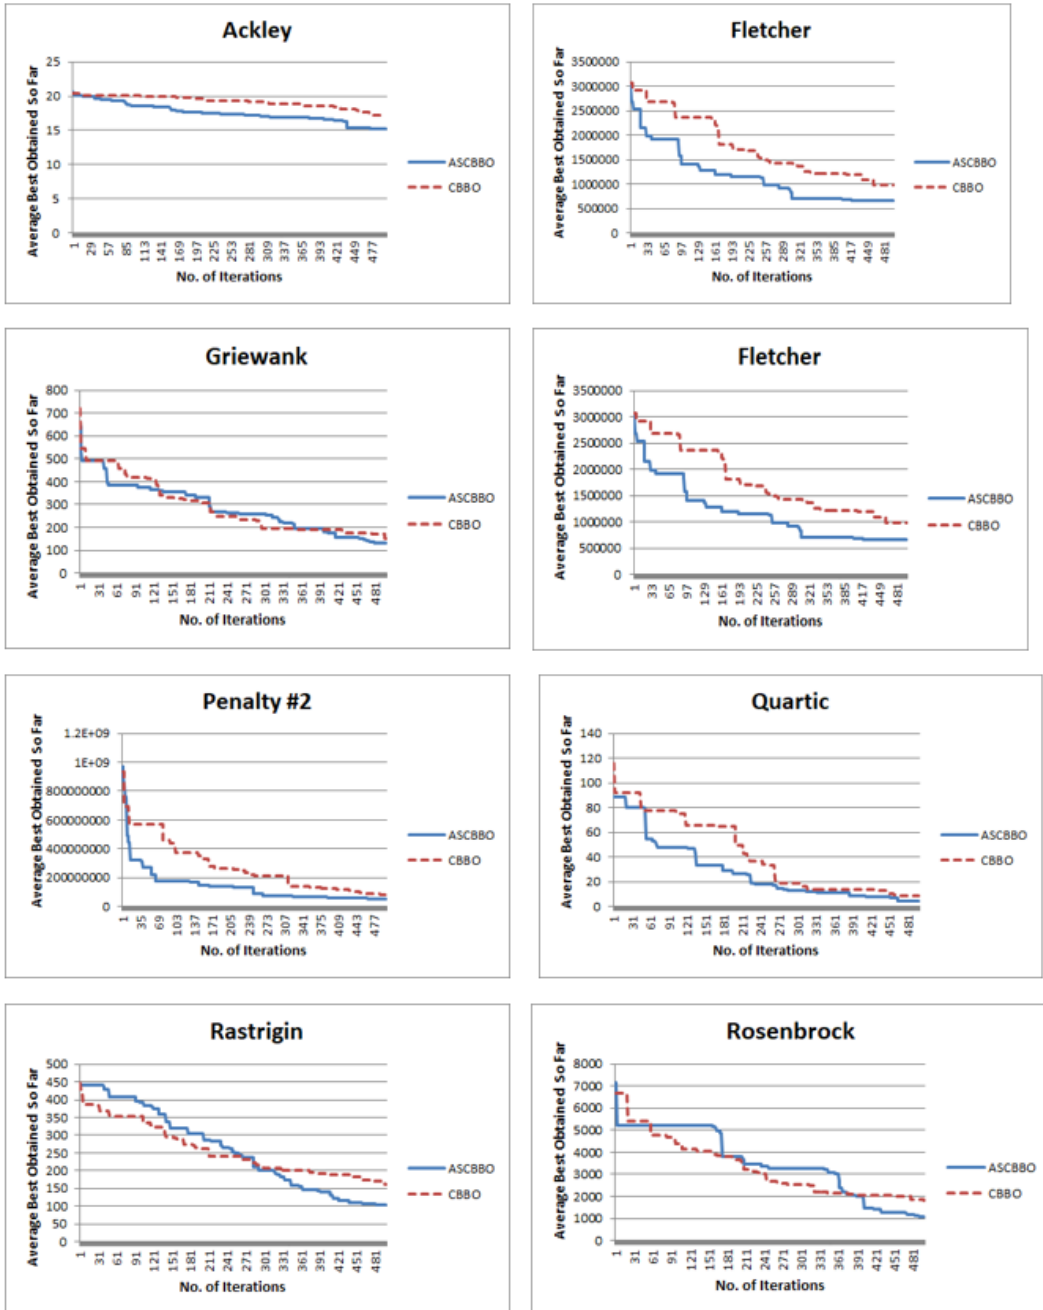 Ackley
Average Best Obtained So Far
25
20
15
10
5
0
1 29 57 85 113 141 169 197 225 253 281 309 337 365 393 421 449 477
No. of Iterations
ASCBBO
CBBO
Fletcher
Average Best Obtained So Far
3500000
3000000
2500000
2000000
1500000
1000000
500000
0
1 33 65 97 129 161 193 225 257 289 321 353 385 417 449 481
No. of Iterations
ASCBBO
CBBO
Griewank
Average Best Obtained So Far
800
700
600
500
400
300
200
100
0
1 31 61 91 121 151 181 211 241 271 301 331 361 391 421 451 481
No. of Iterations
ASCBBO
CBBO
Fletcher
Average Best Obtained So Far
3500000
3000000
2500000
2000000
1500000
1000000
500000
0
1 33 65 97 129 161 193 225 257 289 321 353 385 417 449 481
No. of Iterations
ASCBBO
CBBO
Penalty #2
Average Best Obtained So Far
1.2E+09
1E+09
800000000
600000000
400000000
200000000
0
1 35 69 103 137 171 205 239 273 307 341 375 409 443 477
No. of Iterations
ASCBBO
CBBO
Quartic
Average Best Obtained So Far
140
120
100
80
60
40
20
0
1 31 61 91 121 151 181 211 241 271 301 331 361 391 421 451 481
No. of Iterations
ASCBBO
CBBO
Rastrigin
Average Best Obtained So Far
500
450
400
350
300
250
200
150
100
50
0
1 31 61 91 121 151 181 211 241 271 301 331 361 391 421 451 481
No. of Iterations
ASCBBO
CBBO
Rosenbrock
Average Best Obtained So Far
8000
7000
6000
5000
4000
3000
2000
1000
0
1 31 61 91 121 151 181 211 241 271 301 331 361 391 421 451 481
No. of Iterations
ASCBBO
CBBO